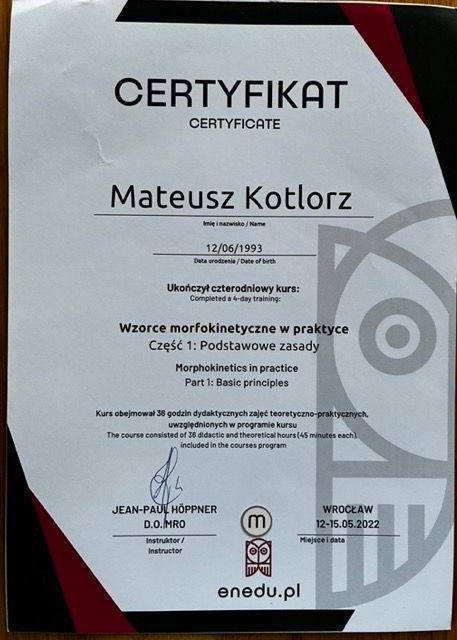 CERTYFIKAT
CERTYFICATE
Mateusz Kotlorz
Imię i nazwisko / Name
12/06/1993
Data urodzenia / Date of birth
Ukończył czterodniowy kurs:
Completed a 4-day training:
Wzorce morfokinetyczne w praktyce
Część 1: Podstawowe zasady
Morphokinetics in practice
Part 1: Basic principles
Kurs obejmował 36 godzin dydaktycznych zajęć teoretyczno-praktycznych,
uwzględnionych w programie kursu
The course consisted of 36 didactic and theoretical hours (45 minutes each),
included in the courses program
JEAN-PAUL HÖPPNER
D.O. MRO
Instruktor /
Instructor
m
WROCŁAW
12-15.05.2022
Miejsce i data
enedu.pl